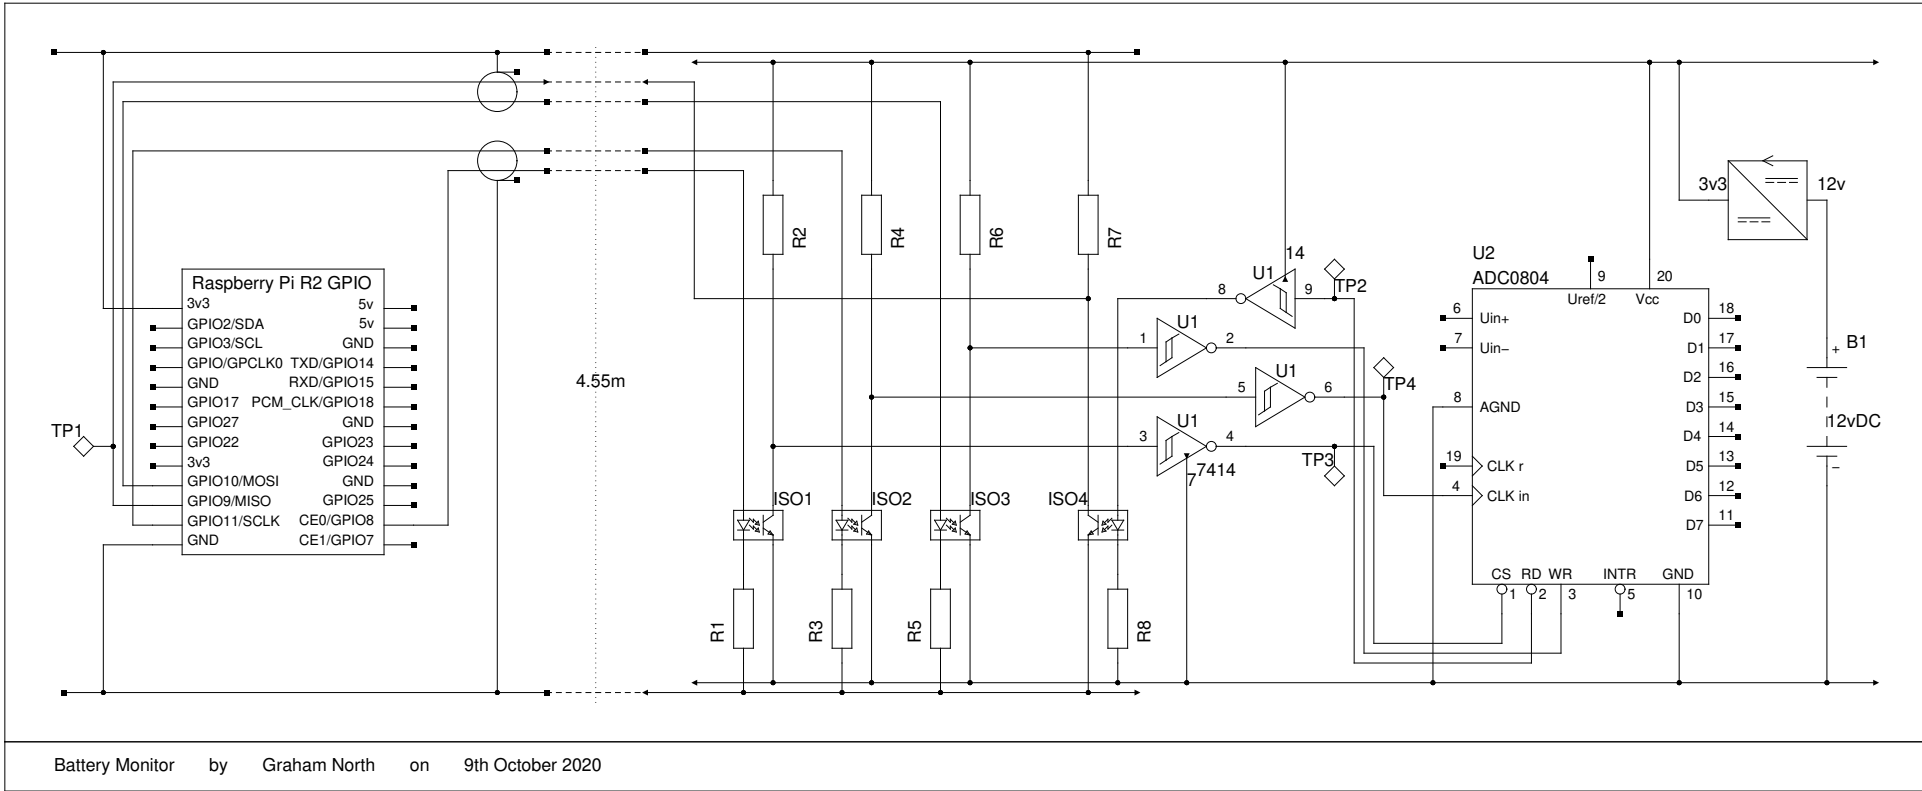 Raspberry Pi R2 GPIO
3v3 5v
GPIO2/SDA 5v
GPIO3/SCL GND
GPIO/GPCLK0 TXD/GPIO14
GND RXD/GPIO15
GPIO17 PCM_CLK/GPIO18
GPIO27 GND
GPIO22 GPIO23
3v3 GPIO24
GPIO10/MOSI GND
GPIO9/MISO GPIO25
GPIO11/SCLK CE0/GPIO8
GND CE1/GPIO7
TP1
4.55m
R2
R4
R6
R7
ISO1
ISO2
ISO3
ISO4
R1
R3
R5
R8
14
U1
8 9
TP2
U1
1 2
U1
5 6
TP4
U1
3 4
7 7414
TP3
U2
ADC0804
9 20
Uref/2 Vcc
6 Uin+ D0 18
7 Uin− D1 17
D2 16
8 AGND D3 15
D4 14
19 CLK r D5 13
4 CLK in D6 12
D7 11
CS RD WR INTR GND
1 2 3 5 10
3v3 12v
+ B1
12vDC
−
Battery Monitor by Graham North on 9th October 2020